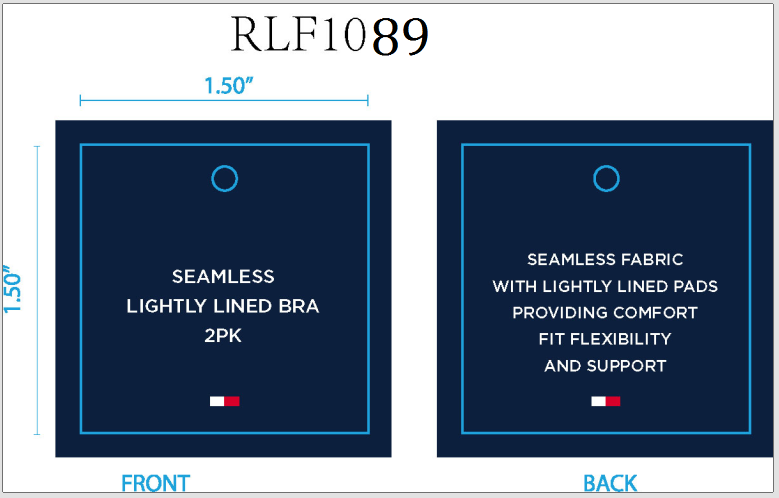 RLF1089
1.50”
1.50”
SEAMLESS
LIGHTLY LINED BRA
2PK
FRONT
SEAMLESS FABRIC
WITH LIGHTLY LINED PADS
PROVIDING COMFORT
FIT FLEXIBILITY
AND SUPPORT
BACK